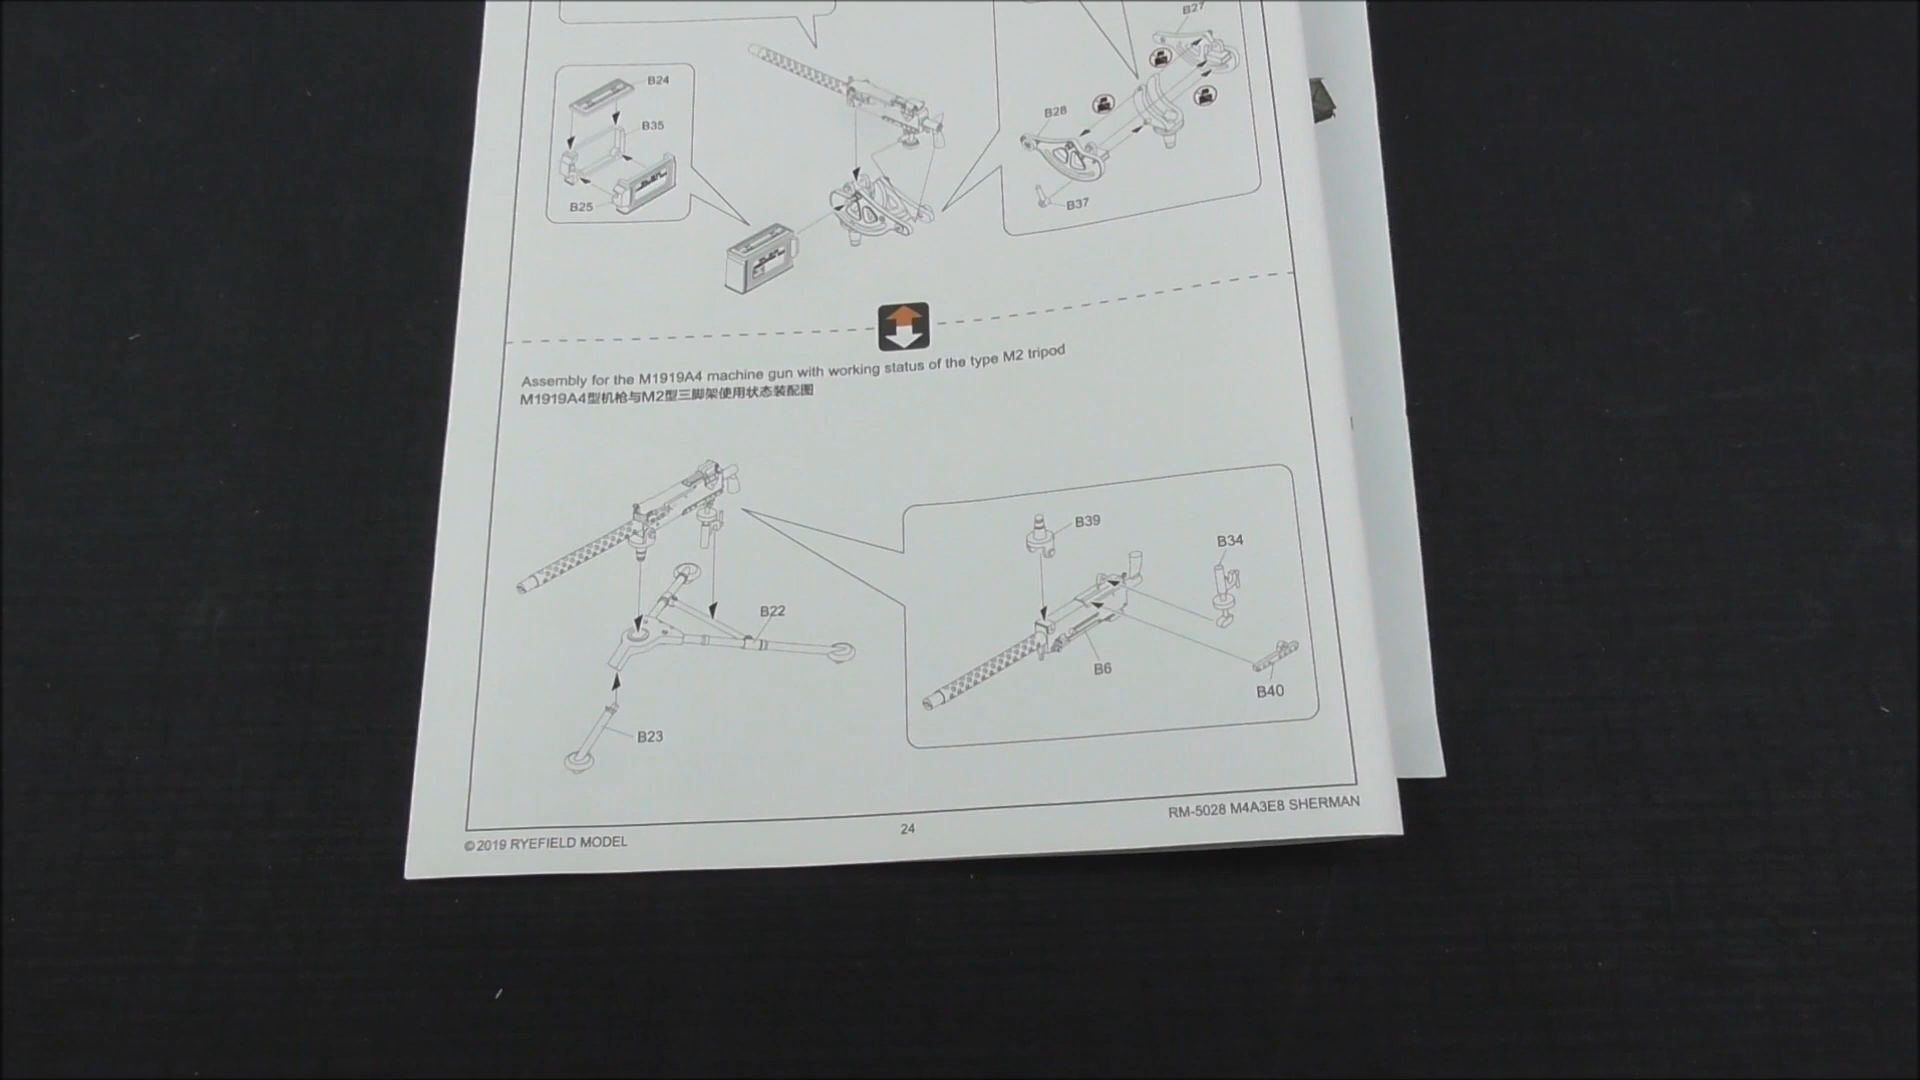 B27
B24
B28
B35
B25
B37
Assembly for the M1919A4 machine gun with working status of the type M2 tripod
M1919A4型机枪与M2型三脚架使用状态装配图
B39
B34
B22
B6
B40
B23
©2019 RYEFIELD MODEL
24
RM-5028 M4A3E8 SHERMAN